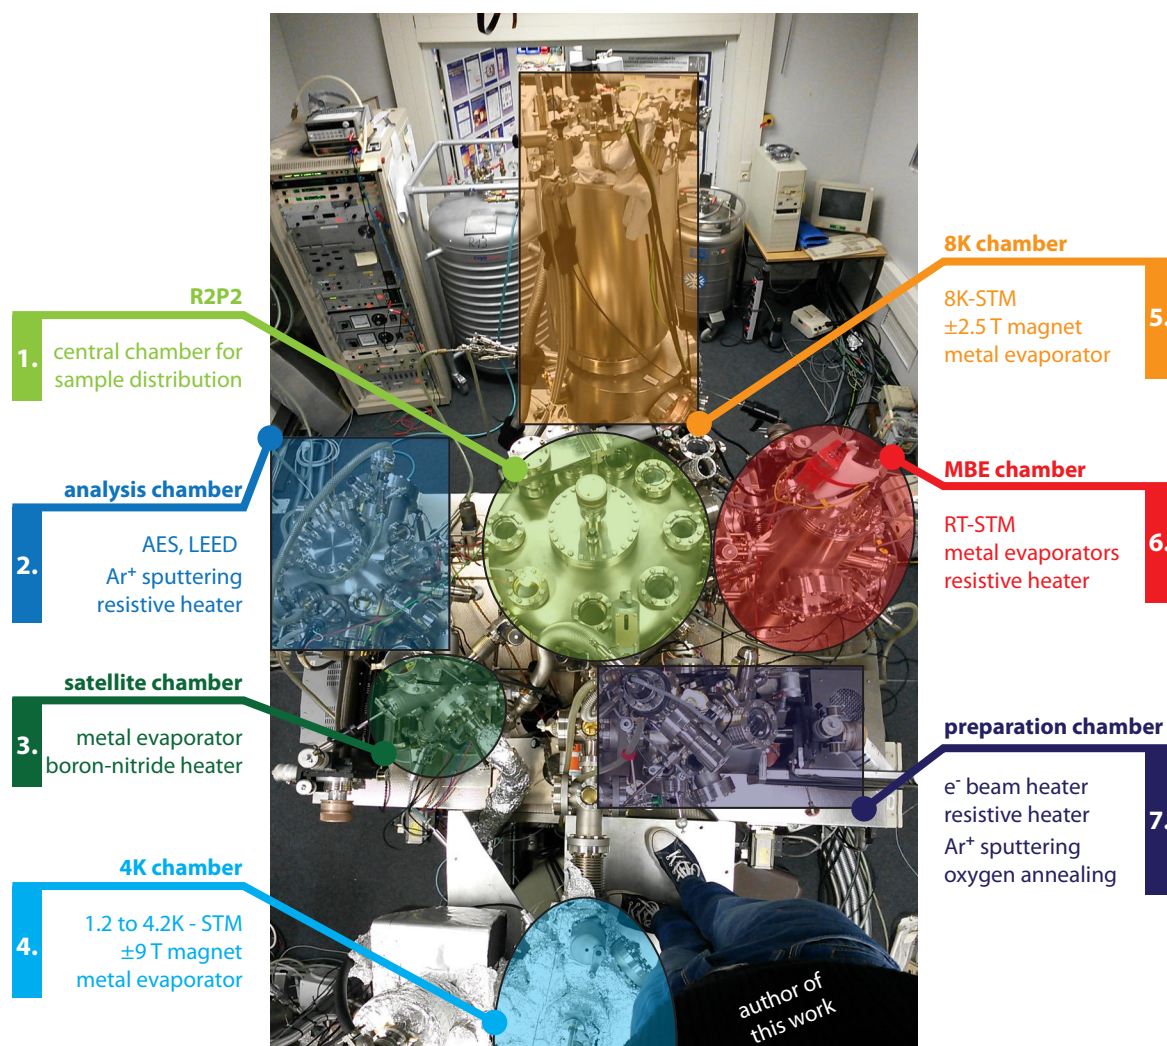 R2P2
1.
central chamber for
sample distribution
analysis chamber
2.
AES, LEED
Ar⁺ sputtering
resistive heater
satellite chamber
3.
metal evaporator
boron-nitride heater
4K chamber
4.
1.2 to 4.2K - STM
±9 T magnet
metal evaporator
8K chamber
8K-STM
±2.5 T magnet
metal evaporator
5.
MBE chamber
RT-STM
metal evaporators
resistive heater
6.
preparation chamber
e⁻ beam heater
resistive heater
Ar⁺ sputtering
oxygen annealing
7.
author of
this work